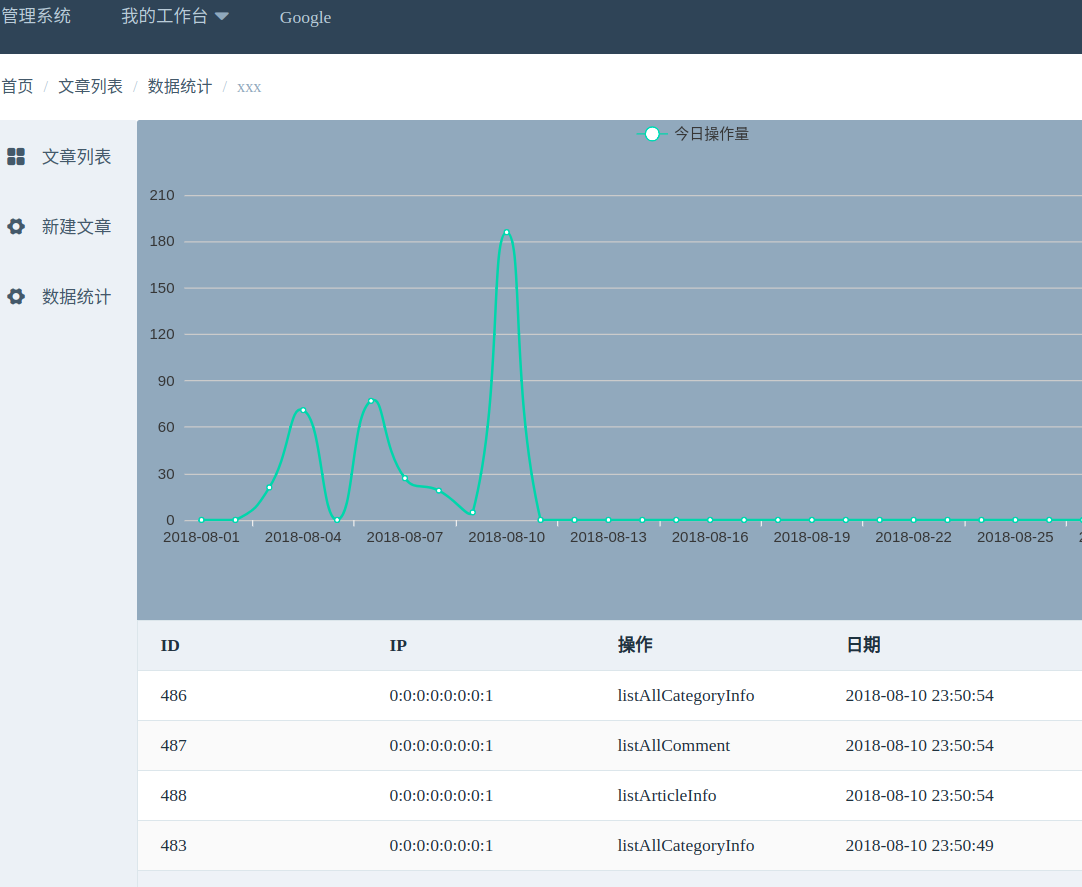 管理系统 我的工作台 Google
首页 / 文章列表 / 数据统计 / xxx
文章列表
新建文章
数据统计
今日操作量
210
180
150
120
90
60
30
0
2018-08-01 2018-08-04 2018-08-07 2018-08-10 2018-08-13 2018-08-16 2018-08-19 2018-08-22 2018-08-25
ID IP 操作 日期
486 0:0:0:0:0:0:0:1 listAllCategoryInfo 2018-08-10 23:50:54
487 0:0:0:0:0:0:0:1 listAllComment 2018-08-10 23:50:54
488 0:0:0:0:0:0:0:1 listArticleInfo 2018-08-10 23:50:54
483 0:0:0:0:0:0:0:1 listAllCategoryInfo 2018-08-10 23:50:49